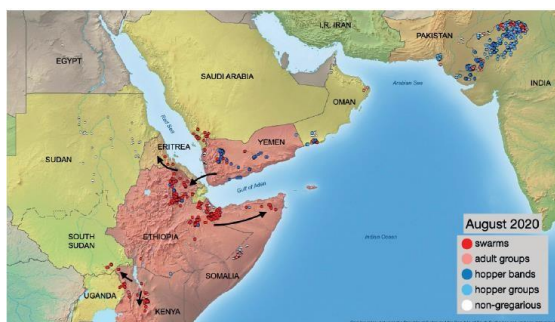 I.R. IRAN
PAKISTAN
EGYPT
SAUDI ARABIA
INDIA
Arabian Sea
OMAN
Red Sea
ERITREA
YEMEN
SUDAN
Gulf of Aden
August 2020
swarms
adult groups
hopper bands
hopper groups
non-gregarious
SOUTH
SUDAN
ETHIOPIA
Indian Ocean
SOMALIA
UGANDA
KENYA